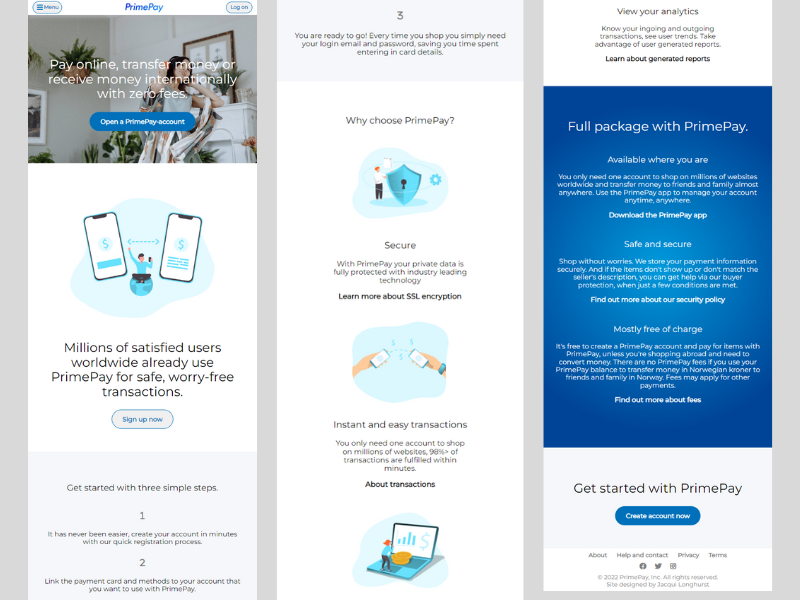 Menu
PrimePay
Log on
Pay online, transfer money or
receive money internationally
with zero fees.
Open a PrimePay-account
Millions of satisfied users
worldwide already use
PrimePay for safe, worry-free
transactions.
Sign up now
Get started with three simple steps.
1
It has never been easier, create your account in minutes
with our quick registration process.
2
Link the payment card and methods to your account that
you want to use with PrimePay.
3
You are ready to go! Every time you shop you simply need
your login email and password, saving you time spent
entering in card details.
Why choose PrimePay?
Secure
With PrimePay your private data is
fully protected with industry leading
technology
Learn more about SSL encryption
Instant and easy transactions
You only need one account to shop
on millions of websites, 98%> of
transactions are fulfilled within
minutes.
About transactions
View your analytics
Know your ingoing and outgoing
transactions, see user trends. Take
advantage of user generated reports.
Learn about generated reports
Full package with PrimePay.
Available where you are
You only need one account to shop on millions of websites
worldwide and transfer money to friends and family almost
anywhere. Use the PrimePay app to manage your account
anytime, anywhere.
Download the PrimePay app
Safe and secure
Shop without worries. We store your payment information
securely. And if the items don't show up or don't match the
seller's description, you can get help via our buyer
protection, when just a few conditions are met.
Find out more about our security policy
Mostly free of charge
It's free to create a PrimePay account and pay for items with
PrimePay, unless you're shopping abroad and need to
convert money. There are no PrimePay fees if you use your
PrimePay balance to transfer money in Norwegian kroner to
friends and family in Norway. Fees may apply for other
payments.
Find out more about fees
Get started with PrimePay
Create account now
About Help and contact Privacy Terms
© 2022 PrimePay, Inc. All rights reserved.
Site designed by Jacqui Longhurst